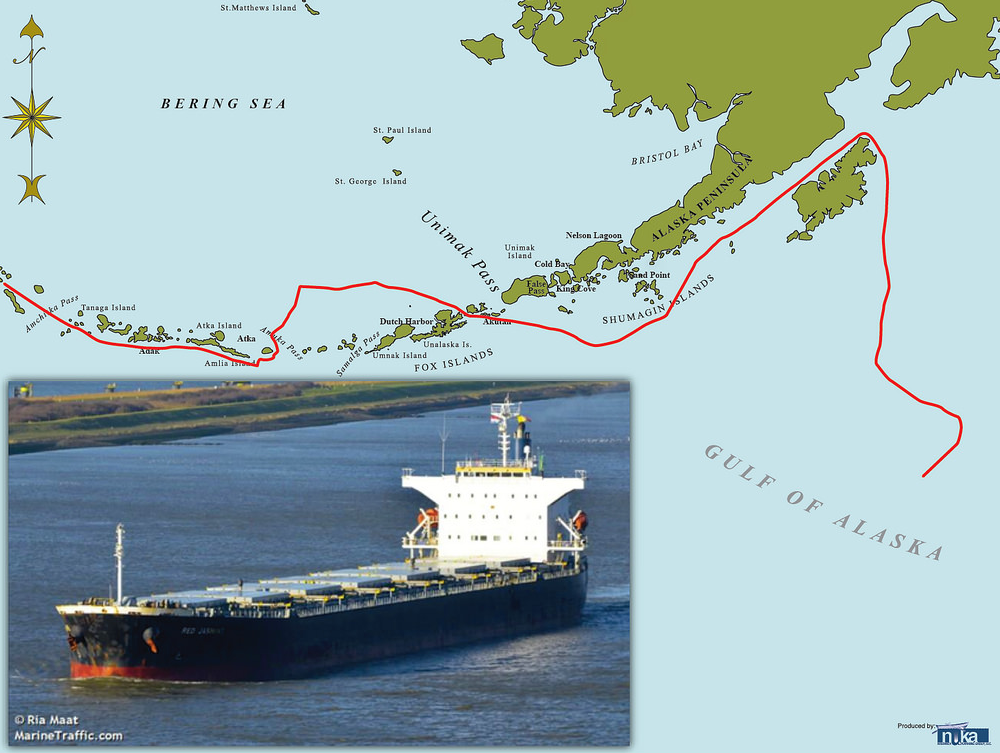 St.Matthews Island
N
BERING SEA
St. Paul Island
BRISTOL BAY
St. George Island
ALASKA PENINSULA
Unimak Pass
Nelson Lagoon
Unimak
Island
Cold Bay
False
Pass
King Cove
Sand Point
SHUMAGIN ISLANDS
Amchitka Pass
Tanaga Island
Adak
Atka Island
Atka
Amlia Island
Amukta Pass
Samalga Pass
Dutch Harbor
Akutan
Unalaska Is.
Umnak Island
FOX ISLANDS
GULF OF ALASKA
RED JASMINE
© Ria Maat
MarineTraffic.com
Produced by:
nuka